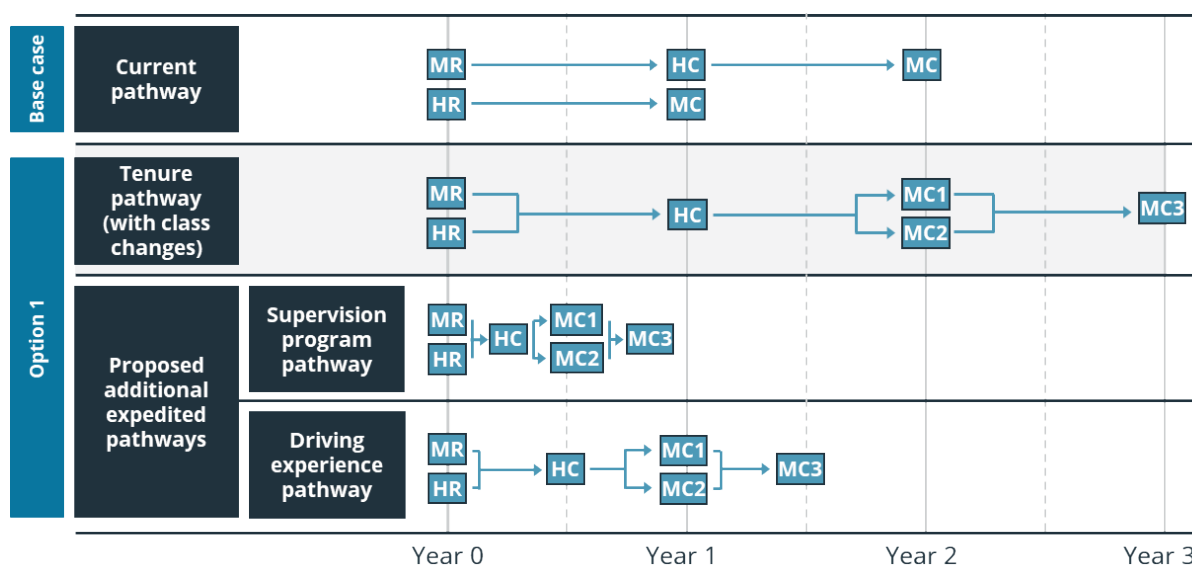 Base case
Current
pathway
MR
HC
MC
HR
MC
Option 1
Tenure
pathway
(with class
changes)
MR
HR
HC
MC1
MC2
MC3
Proposed
additional
expedited
pathways
Supervision
program
pathway
MR
HR
HC
MC1
MC2
MC3
Driving
experience
pathway
MR
HR
HC
MC1
MC2
MC3
Year 0
Year 1
Year 2
Year 3